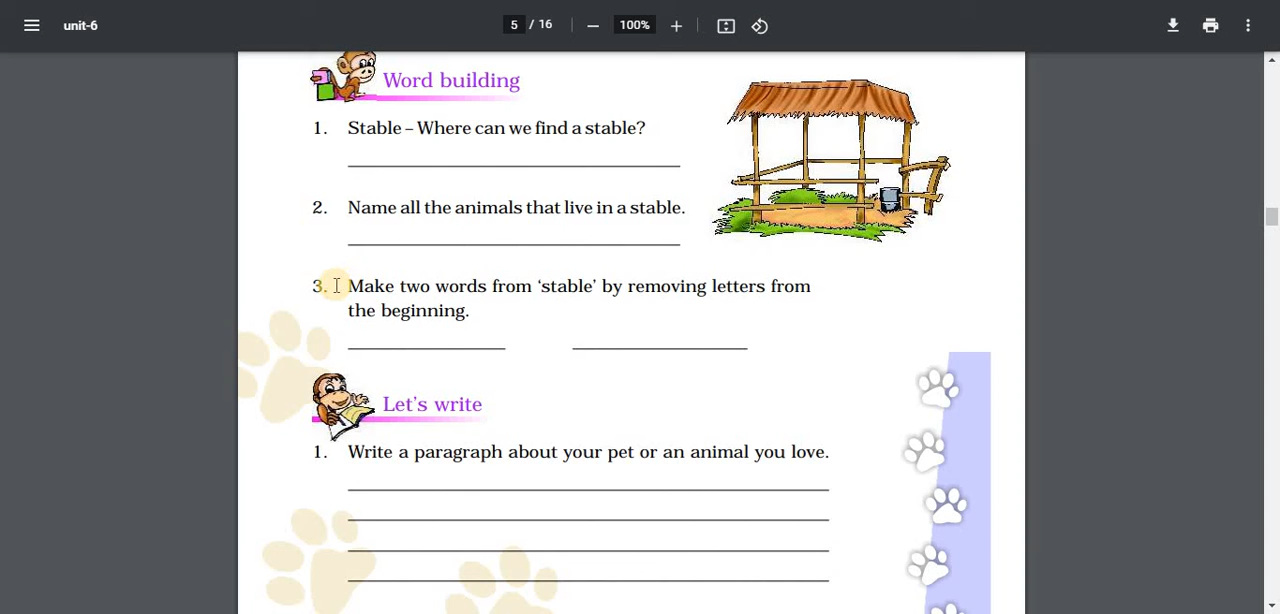 unit-6
5 / 16
100%
Word building
1. Stable – Where can we find a stable?
2. Name all the animals that live in a stable.
3. Make two words from ‘stable’ by removing letters from
the beginning.
Let’s write
1. Write a paragraph about your pet or an animal you love.